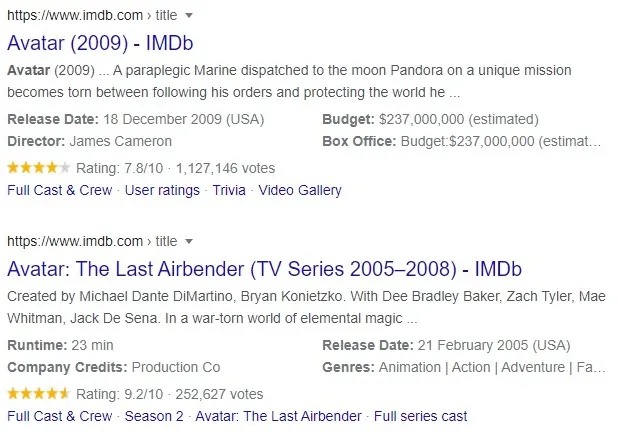 https://www.imdb.com › title
Avatar (2009) - IMDb
Avatar (2009) ... A paraplegic Marine dispatched to the moon Pandora on a unique mission
becomes torn between following his orders and protecting the world he ...
Release Date: 18 December 2009 (USA) Budget: $237,000,000 (estimated)
Director: James Cameron Box Office: Budget:$237,000,000 (estimat...
Rating: 7.8/10 · 1,127,146 votes
Full Cast & Crew · User ratings · Trivia · Video Gallery
https://www.imdb.com › title
Avatar: The Last Airbender (TV Series 2005–2008) - IMDb
Created by Michael Dante DiMartino, Bryan Konietzko. With Dee Bradley Baker, Zach Tyler, Mae
Whitman, Jack De Sena. In a war-torn world of elemental magic ...
Runtime: 23 min Release Date: 21 February 2005 (USA)
Company Credits: Production Co Genres: Animation | Action | Adventure | Fa...
Rating: 9.2/10 · 252,627 votes
Full Cast & Crew · Season 2 · Avatar: The Last Airbender · Full series cast